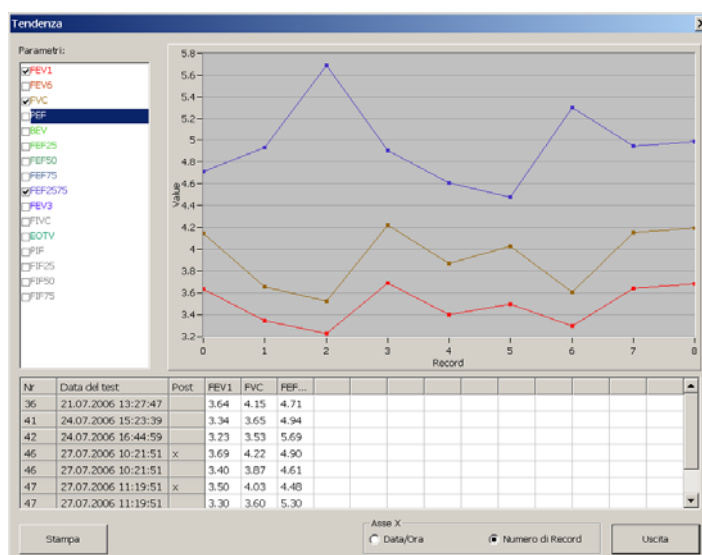 Tendenza
Parametri:
FEV1
FEV6
FVC
PEF
BEV
FEF25
FEF50
FEF75
FEF2575
FEV3
FIVC
EOTV
PIF
FIF25
FIF50
FIF75
5.8
5.6
5.4
5.2
5
4.8
4.6
4.4
4.2
4
3.8
3.6
3.4
3.2
Value
0 1 2 3 4 5 6 7 8
Record
Nr Data del test Post FEV1 FVC FEF...
36 21.07.2006 13:27:47 3.64 4.15 4.71
41 24.07.2006 15:23:39 3.34 3.65 4.94
42 24.07.2006 16:44:59 3.23 3.53 5.69
46 27.07.2006 10:21:51 x 3.69 4.22 4.90
46 27.07.2006 10:21:51 3.40 3.87 4.61
47 27.07.2006 11:19:51 x 3.50 4.03 4.48
47 27.07.2006 11:19:51 3.30 3.60 5.30
Stampa
Asse X
Data/Ora Numero di Record
Uscita